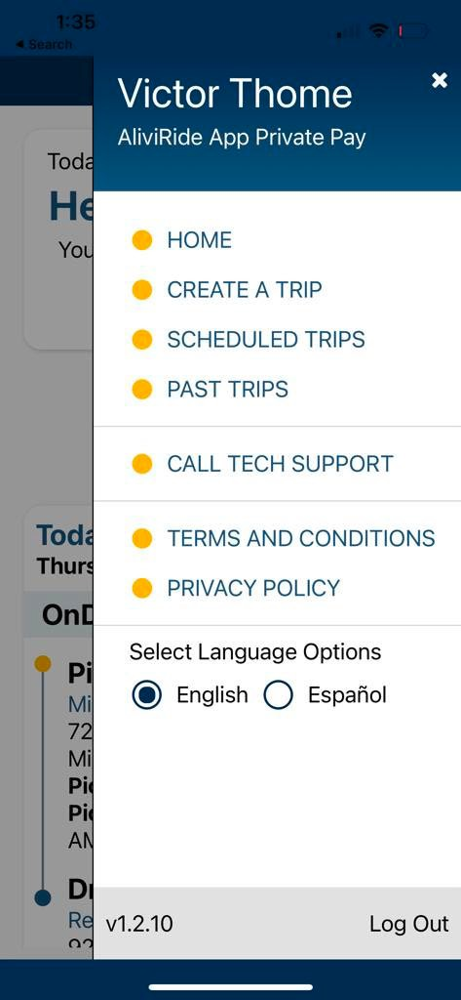 1:35
◀ Search
Victor Thome
AliviRide App Private Pay
HOME
CREATE A TRIP
SCHEDULED TRIPS
PAST TRIPS
CALL TECH SUPPORT
TERMS AND CONDITIONS
PRIVACY POLICY
Select Language Options
English Español
v1.2.10 Log Out
Toda
He
You
Toda
Thurs
OnD
Pi
Mi
72
Mi
Pic
Pic
AM
Dr
Re